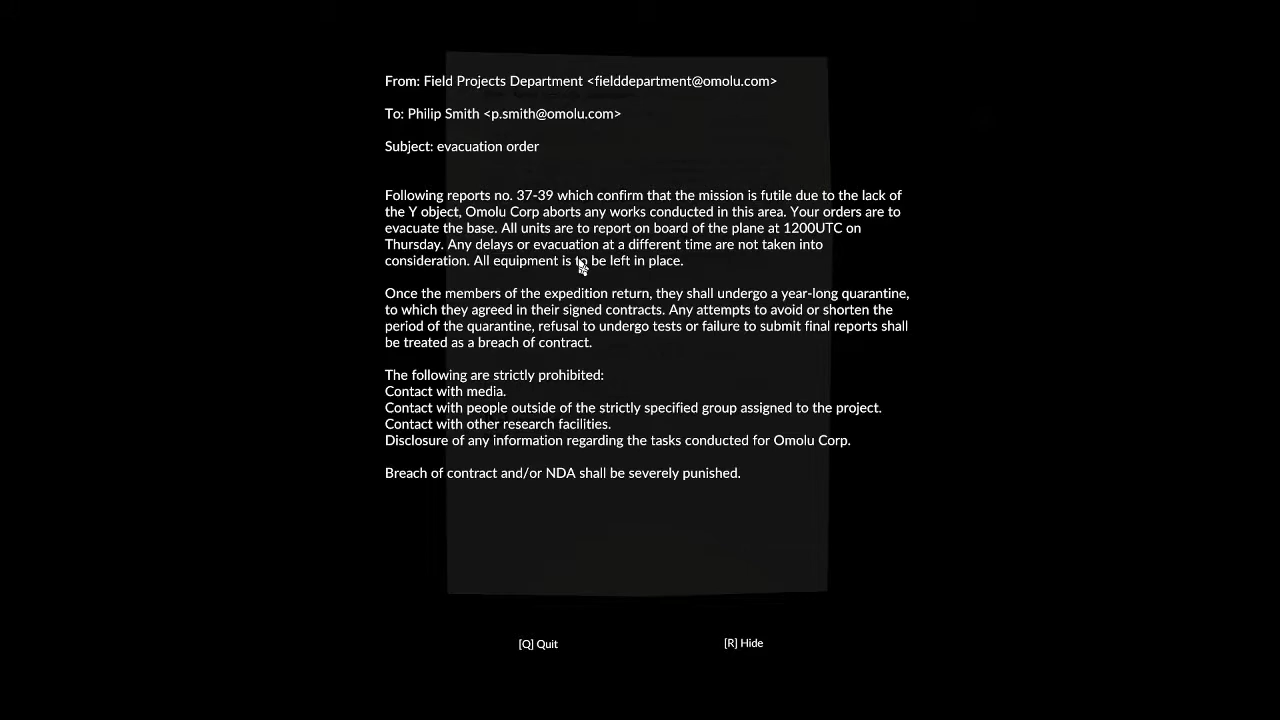 From: Field Projects Department <fielddepartment@omolu.com>
To: Philip Smith <p.smith@omolu.com>
Subject: evacuation order
Following reports no. 37-39 which confirm that the mission is futile due to the lack of
the Y object, Omolu Corp aborts any works conducted in this area. Your orders are to
evacuate the base. All units are to report on board of the plane at 1200UTC on
Thursday. Any delays or evacuation at a different time are not taken into
consideration. All equipment is to be left in place.
Once the members of the expedition return, they shall undergo a year-long quarantine,
to which they agreed in their signed contracts. Any attempts to avoid or shorten the
period of the quarantine, refusal to undergo tests or failure to submit final reports shall
be treated as a breach of contract.
The following are strictly prohibited:
Contact with media.
Contact with people outside of the strictly specified group assigned to the project.
Contact with other research facilities.
Disclosure of any information regarding the tasks conducted for Omolu Corp.
Breach of contract and/or NDA shall be severely punished.
[Q] Quit
[R] Hide